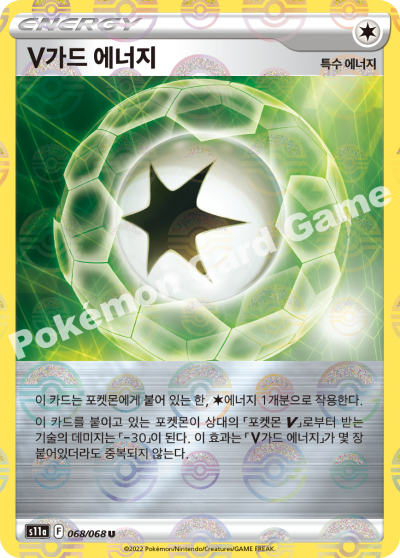 ENERGY
V가드 에너지
특수 에너지
Pokémon Card Game
이 카드는 포켓몬에게 붙어 있는 한, 에너지 1개분으로 작용한다.
이 카드를 붙이고 있는 포켓몬이 상대의 「포켓몬 V」로부터 받는
기술의 데미지는 「-30」이 된다. 이 효과는 「V가드 에너지」가 몇 장
붙어있더라도 중복되지 않는다.
s11a F 068/068 U
©2022 Pokémon/Nintendo/Creatures/GAME FREAK.